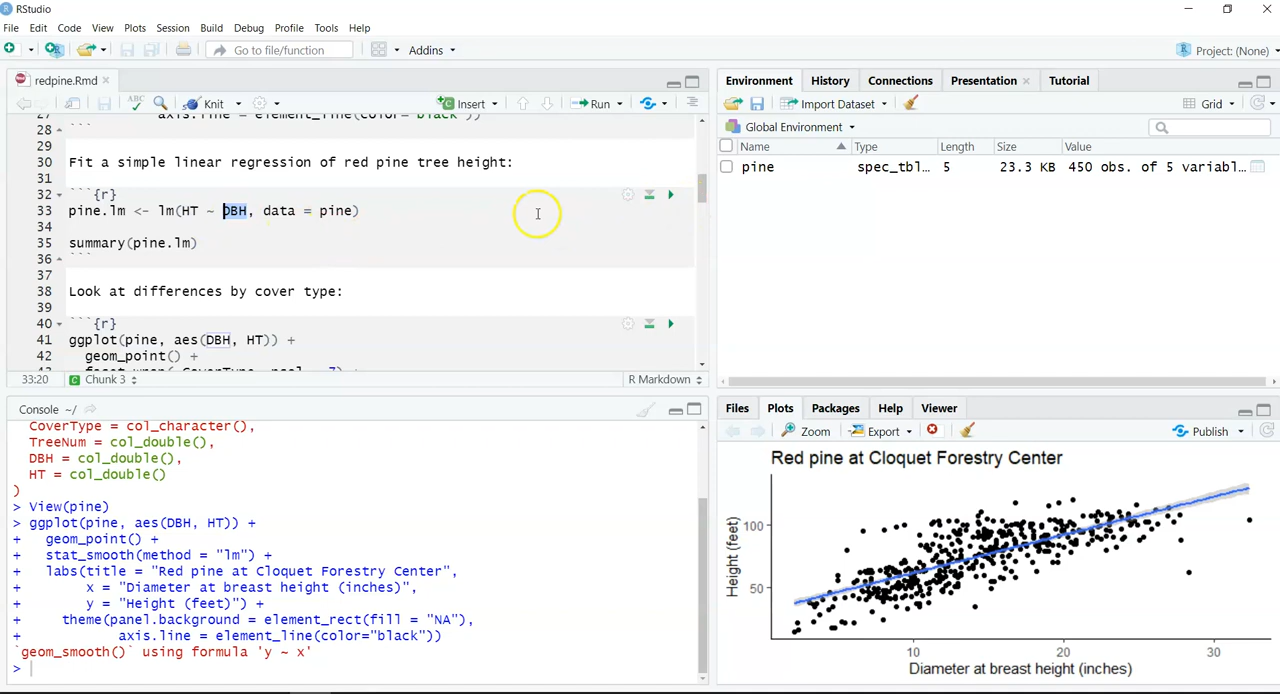 RStudio
File Edit Code View Plots Session Build Debug Profile Tools Help
Go to file/function Addins Project: (None)
redpine.Rmd
ABC Knit Insert Run
27 axis.line = element_line(color="black"))
28 ```
29
30 Fit a simple linear regression of red pine tree height:
31
32 ```{r}
33 pine.lm <- lm(HT ~ DBH, data = pine)
34
35 summary(pine.lm)
36 ```
37
38 Look at differences by cover type:
39
40 ```{r}
41 ggplot(pine, aes(DBH, HT)) +
42 geom_point() +
33:20 Chunk 3 R Markdown
Console ~/
CoverType = col_character(),
TreeNum = col_double(),
DBH = col_double(),
HT = col_double()
)
> View(pine)
> ggplot(pine, aes(DBH, HT)) +
+ geom_point() +
+ stat_smooth(method = "lm") +
+ labs(title = "Red pine at Cloquet Forestry Center",
+ x = "Diameter at breast height (inches)",
+ y = "Height (feet)") +
+ theme(panel.background = element_rect(fill = "NA"),
+ axis.line = element_line(color="black"))
`geom_smooth()` using formula 'y ~ x'
>
Environment History Connections Presentation Tutorial
Import Dataset Grid
Global Environment
Name Type Length Size Value
pine spec_tbl… 5 23.3 KB 450 obs. of 5 variabl…
Files Plots Packages Help Viewer
Zoom Export Publish
Red pine at Cloquet Forestry Center
Height (feet)
100
50
10 20 30
Diameter at breast height (inches)